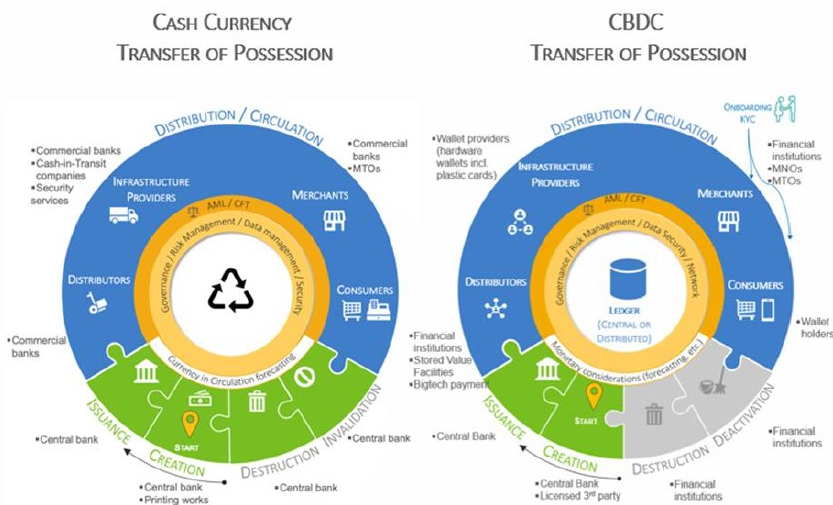 CASH CURRENCY
TRANSFER OF POSSESSION
DISTRIBUTION / CIRCULATION
▪Commercial banks
▪Cash-in-Transit
companies
▪Security
services
▪Commercial
banks
▪MTOs
INFRASTRUCTURE
PROVIDERS
MERCHANTS
AML / CFT
Governance / Risk Management / Data management / Security
DISTRIBUTORS
CONSUMERS
▪Commercial
banks
Currency in Circulation forecasting
ISSUANCE
CREATION
START
DESTRUCTION
INVALIDATION
▪Central bank
▪Central bank
▪Central bank
▪Printing works
▪Central bank
CBDC
TRANSFER OF POSSESSION
DISTRIBUTION / CIRCULATION
ONBOARDING
KYC
▪Wallet providers
(hardware
wallets incl.
plastic cards)
▪Financial
institutions
▪MNOs
▪MTOs
INFRASTRUCTURE
PROVIDERS
MERCHANTS
AML / CFT
Governance / Risk Management / Data Security / Network
DISTRIBUTORS
CONSUMERS
LEDGER
(CENTRAL OR
DISTRIBUTED)
▪Wallet
holders
▪Financial
institutions
▪Stored Value
Facilities
▪Bigtech payment
Monetary considerations (forecasting, etc.)
ISSUANCE
CREATION
START
DESTRUCTION
DEACTIVATION
▪Central Bank
▪Financial
institutions
▪Central Bank
▪Licensed 3rd party
▪Financial
institutions